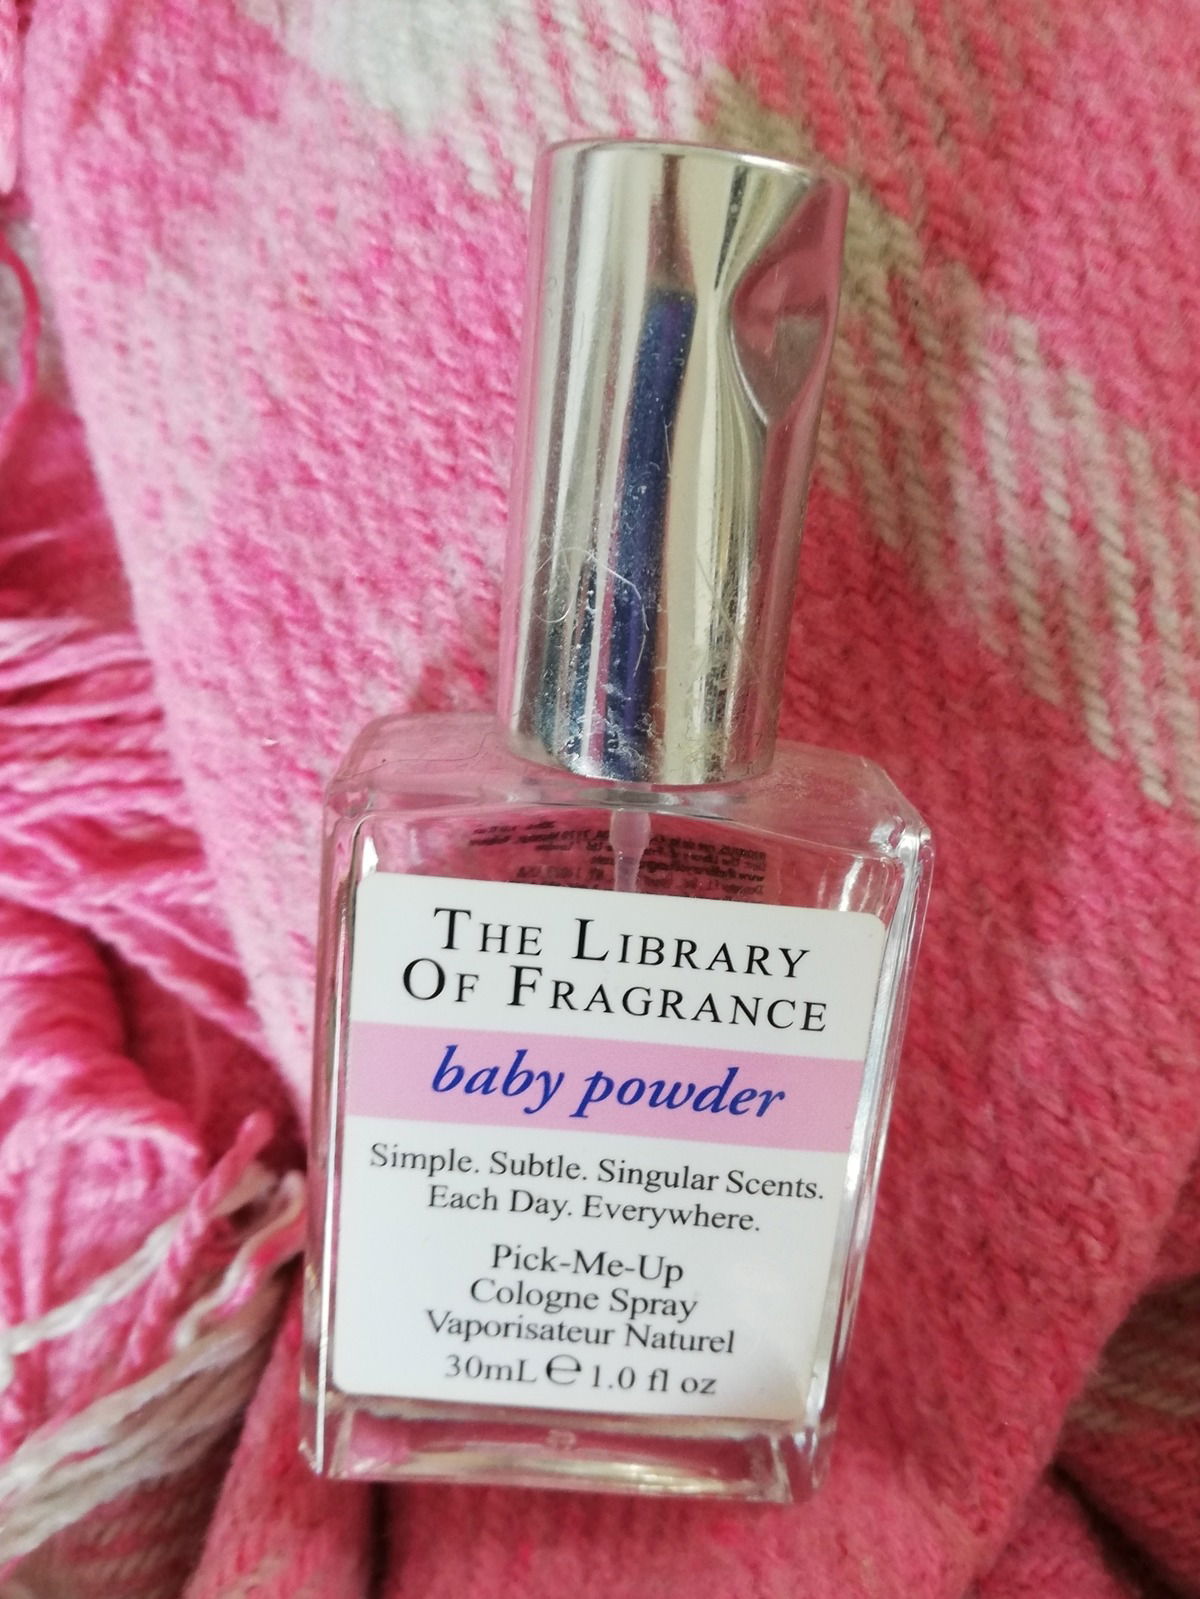 THE LIBRARY
OF FRAGRANCE
baby powder
Simple. Subtle. Singular Scents.
Each Day. Everywhere.
Pick-Me-Up
Cologne Spray
Vaporisateur Naturel
30mL ℮ 1.0 fl oz